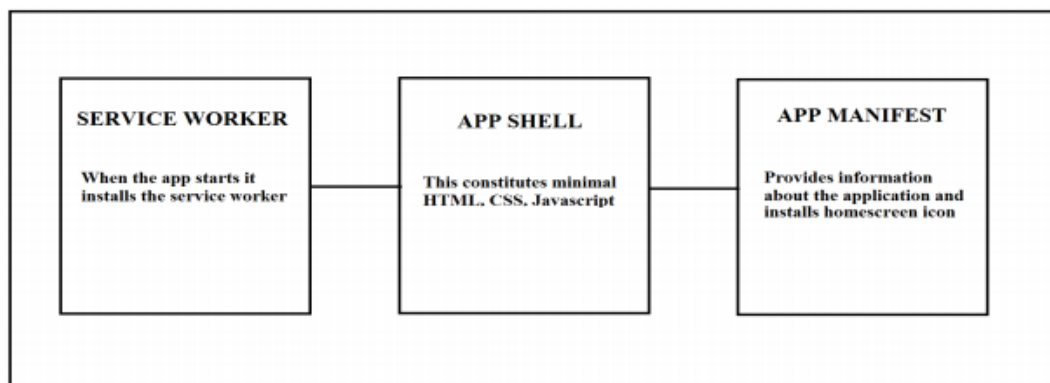 SERVICE WORKER
When the app starts it
installs the service worker
APP SHELL
This constitutes minimal
HTML. CSS. Javascript
APP MANIFEST
Provides information
about the application and
installs homescreen icon